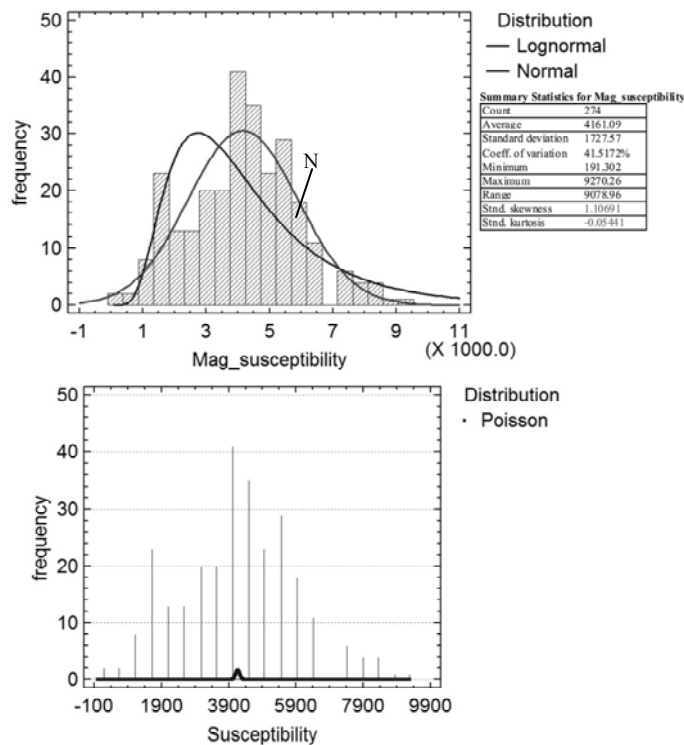 Distribution
Lognormal
Normal
Summary Statistics for Mag_susceptibility
Count 274
Average 4161.09
Standard deviation 1727.57
Coeff. of variation 41.5172%
Minimum 191.302
Maximum 9270.26
Range 9078.96
Stnd. skewness 1.10691
Stnd. kurtosis -0.05441
frequency
50
40
30
20
10
0
N
-1 1 3 5 7 9 11
(X 1000.0)
Mag_susceptibility
Distribution
Poisson
frequency
50
40
30
20
10
0
-100 1900 3900 5900 7900 9900
Susceptibility